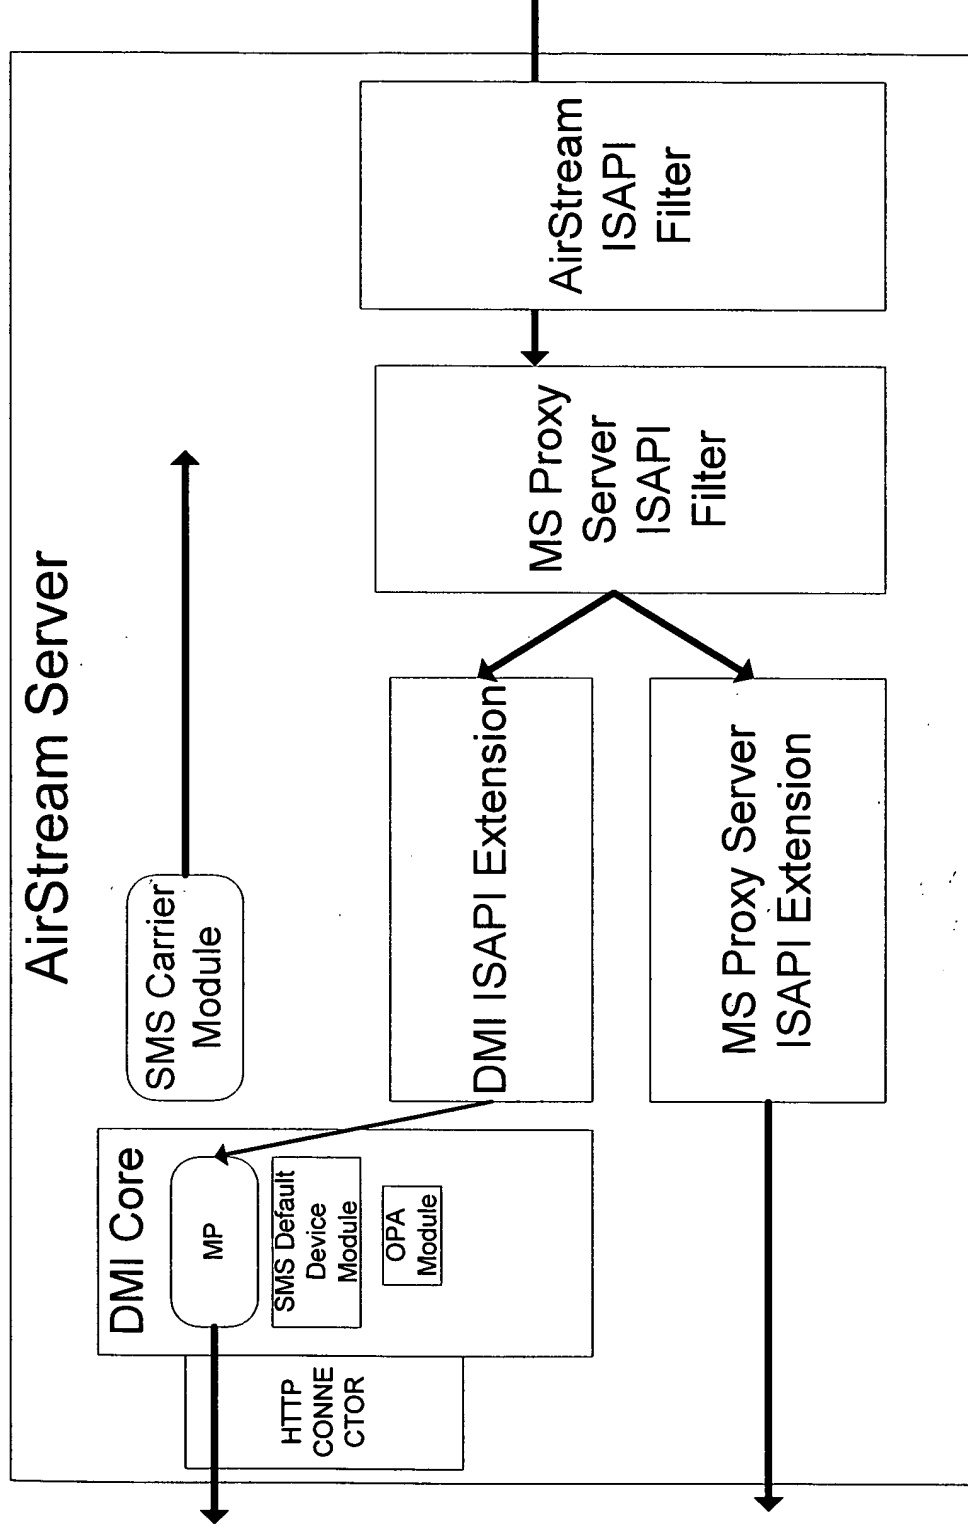 AirStream Server
DMI Core
MP
SMS Default
Device
Module
OPA
Module
HTTP
CONNE
CTOR
SMS Carrier
Module
DMI ISAPI Extension
MS Proxy Server
ISAPI Extension
MS Proxy
Server
ISAPI
Filter
AirStream
ISAPI
Filter